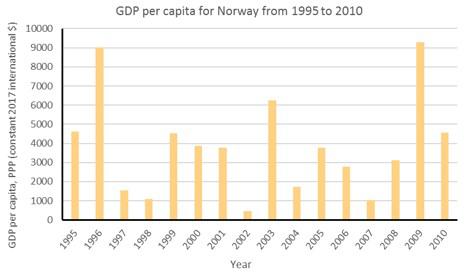 GDP per capita for Norway from 1995 to 2010
GDP per capita, PPP (constant 2017 international $)
10000
9000
8000
7000
6000
5000
4000
3000
2000
1000
0
1995 1996 1997 1998 1999 2000 2001 2002 2003 2004 2005 2006 2007 2008 2009 2010
Year